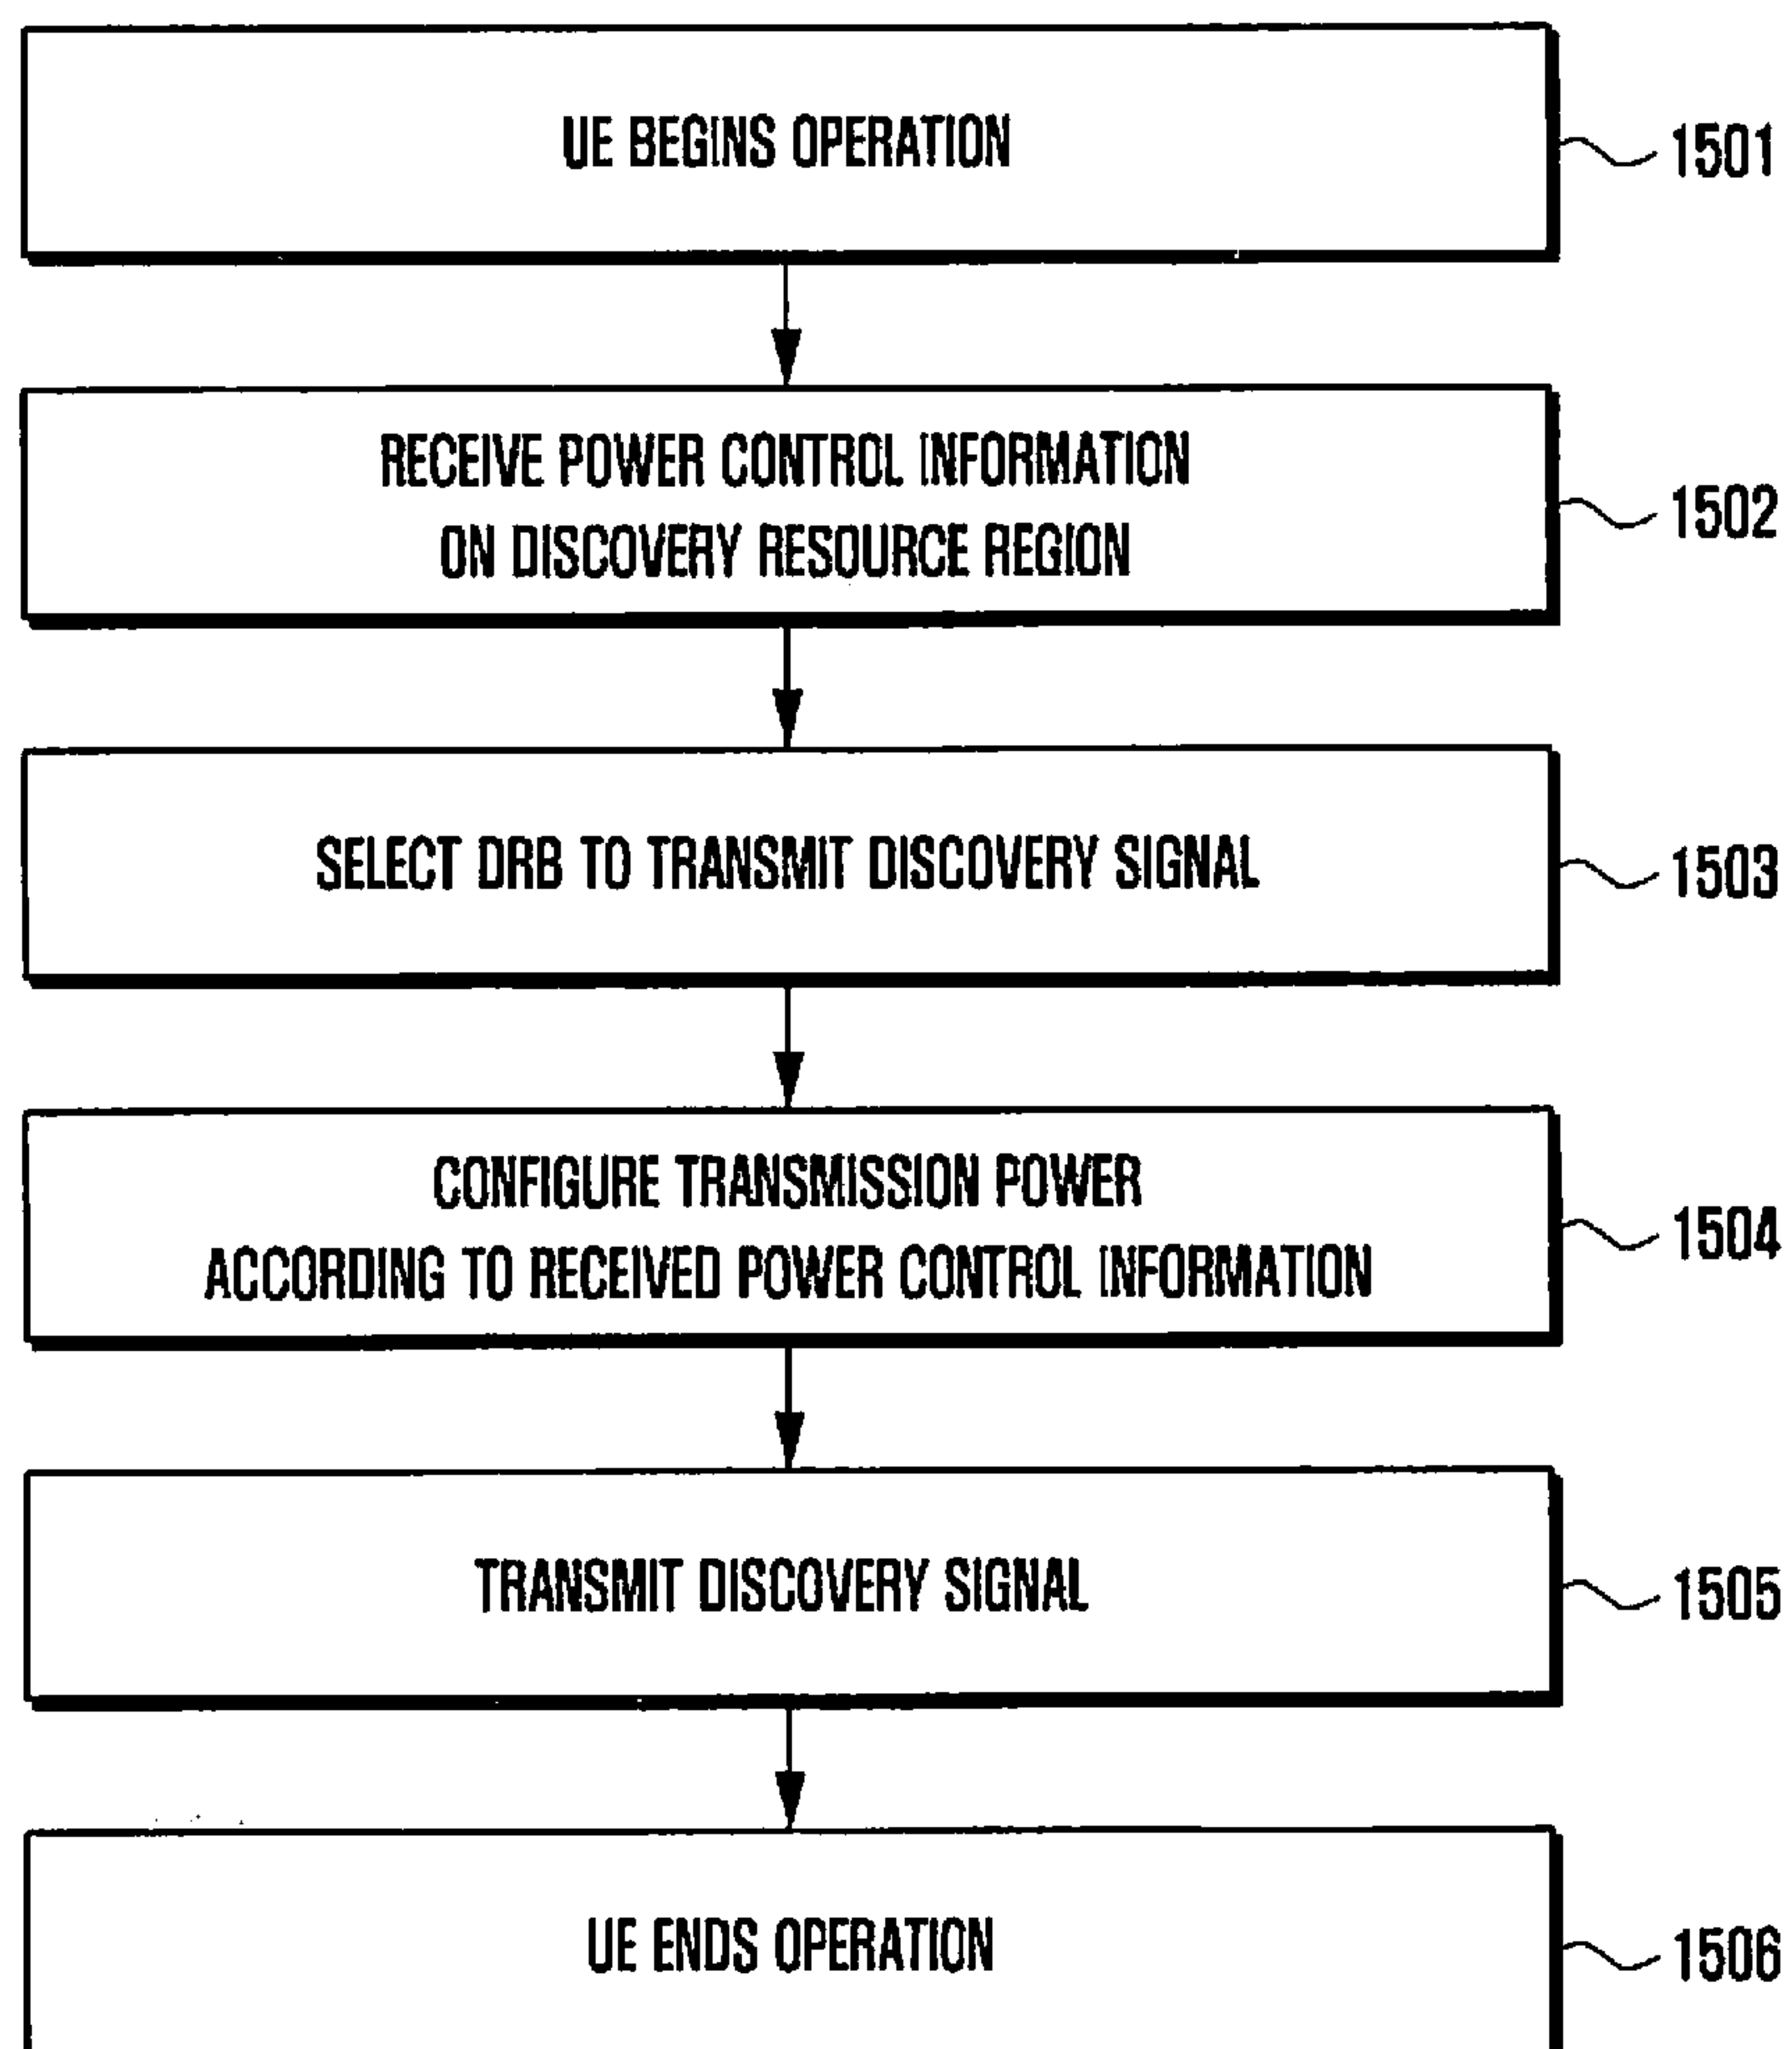 UE BEGINS OPERATION
1501
RECEIVE POWER CONTROL INFORMATION
ON DISCOVERY RESOURCE REGION
1502
SELECT DRB TO TRANSMIT DISCOVERY SIGNAL
1503
CONFIGURE TRANSMISSION POWER
ACCORDING TO RECEIVED POWER CONTROL INFORMATION
1504
TRANSMIT DISCOVERY SIGNAL
1505
UE ENDS OPERATION
1506